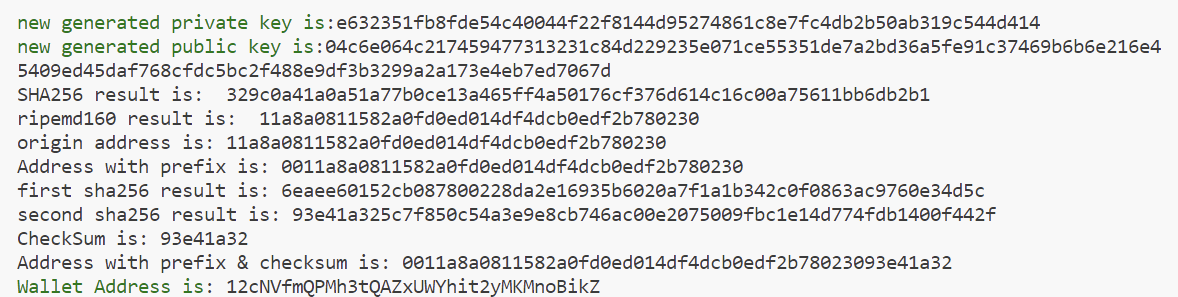 new generated private key is:e632351fb8fde54c40044f22f8144d95274861c8e7fc4db2b50ab319c544d414
new generated public key is:04c6e064c217459477313231c84d229235e071ce55351de7a2bd36a5fe91c37469b6b6e216e4
5409ed45daf768cfdc5bc2f488e9df3b3299a2a173e4eb7ed7067d
SHA256 result is:  329c0a41a0a51a77b0ce13a465ff4a50176cf376d614c16c00a75611bb6db2b1
ripemd160 result is:  11a8a0811582a0fd0ed014df4dcb0edf2b780230
origin address is: 11a8a0811582a0fd0ed014df4dcb0edf2b780230
Address with prefix is: 0011a8a0811582a0fd0ed014df4dcb0edf2b780230
first sha256 result is: 6eaee60152cb087800228da2e16935b6020a7f1a1b342c0f0863ac9760e34d5c
second sha256 result is: 93e41a325c7f850c54a3e9e8cb746ac00e2075009fbc1e14d774fdb1400f442f
CheckSum is: 93e41a32
Address with prefix & checksum is: 0011a8a0811582a0fd0ed014df4dcb0edf2b78023093e41a32
Wallet Address is: 12cNVfmQPMh3tQAZxUWYhit2yMKMnoBikZ